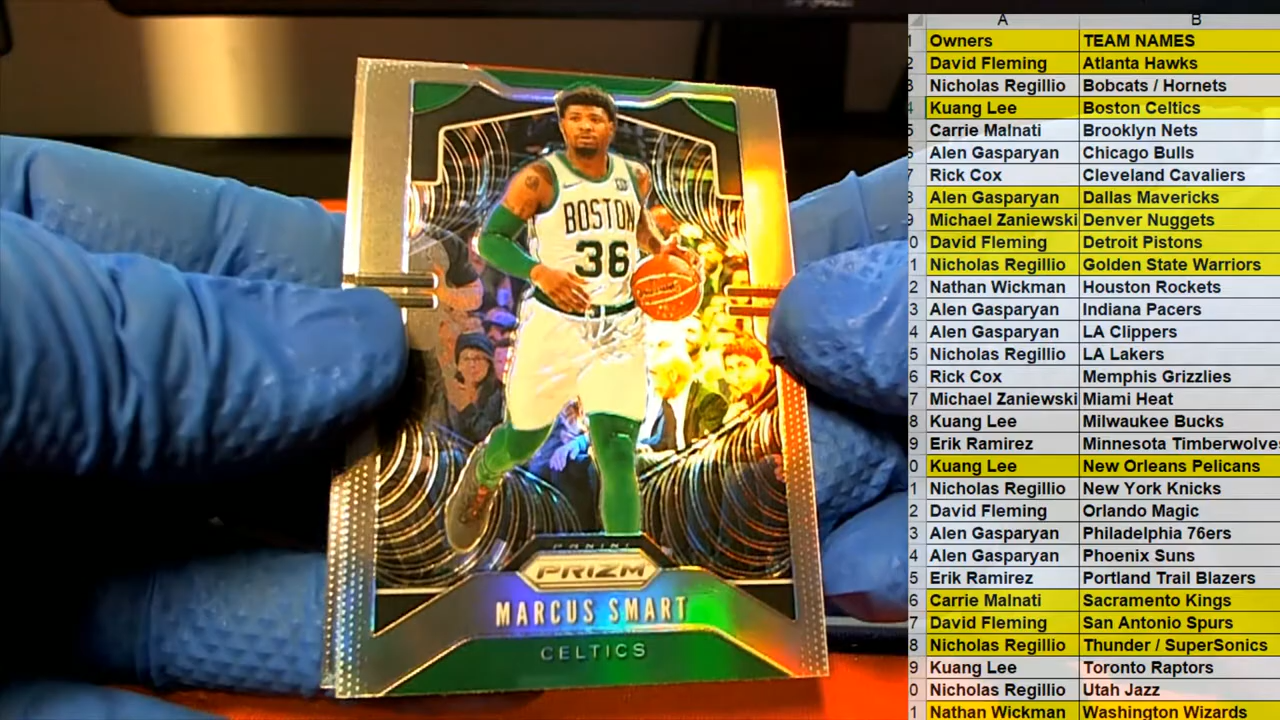 BOSTON
36
PANINI
PRIZM
MARCUS SMART
CELTICS
A B
Owners TEAM NAMES
David Fleming Atlanta Hawks
Nicholas Regillio Bobcats / Hornets
Kuang Lee Boston Celtics
Carrie Malnati Brooklyn Nets
Alen Gasparyan Chicago Bulls
Rick Cox Cleveland Cavaliers
Alen Gasparyan Dallas Mavericks
Michael Zaniewski Denver Nuggets
David Fleming Detroit Pistons
Nicholas Regillio Golden State Warriors
Nathan Wickman Houston Rockets
Alen Gasparyan Indiana Pacers
Alen Gasparyan LA Clippers
Nicholas Regillio LA Lakers
Rick Cox Memphis Grizzlies
Michael Zaniewski Miami Heat
Kuang Lee Milwaukee Bucks
Erik Ramirez Minnesota Timberwolves
Kuang Lee New Orleans Pelicans
Nicholas Regillio New York Knicks
David Fleming Orlando Magic
Alen Gasparyan Philadelphia 76ers
Alen Gasparyan Phoenix Suns
Erik Ramirez Portland Trail Blazers
Carrie Malnati Sacramento Kings
David Fleming San Antonio Spurs
Nicholas Regillio Thunder / SuperSonics
Kuang Lee Toronto Raptors
Nicholas Regillio Utah Jazz
Nathan Wickman Washington Wizards